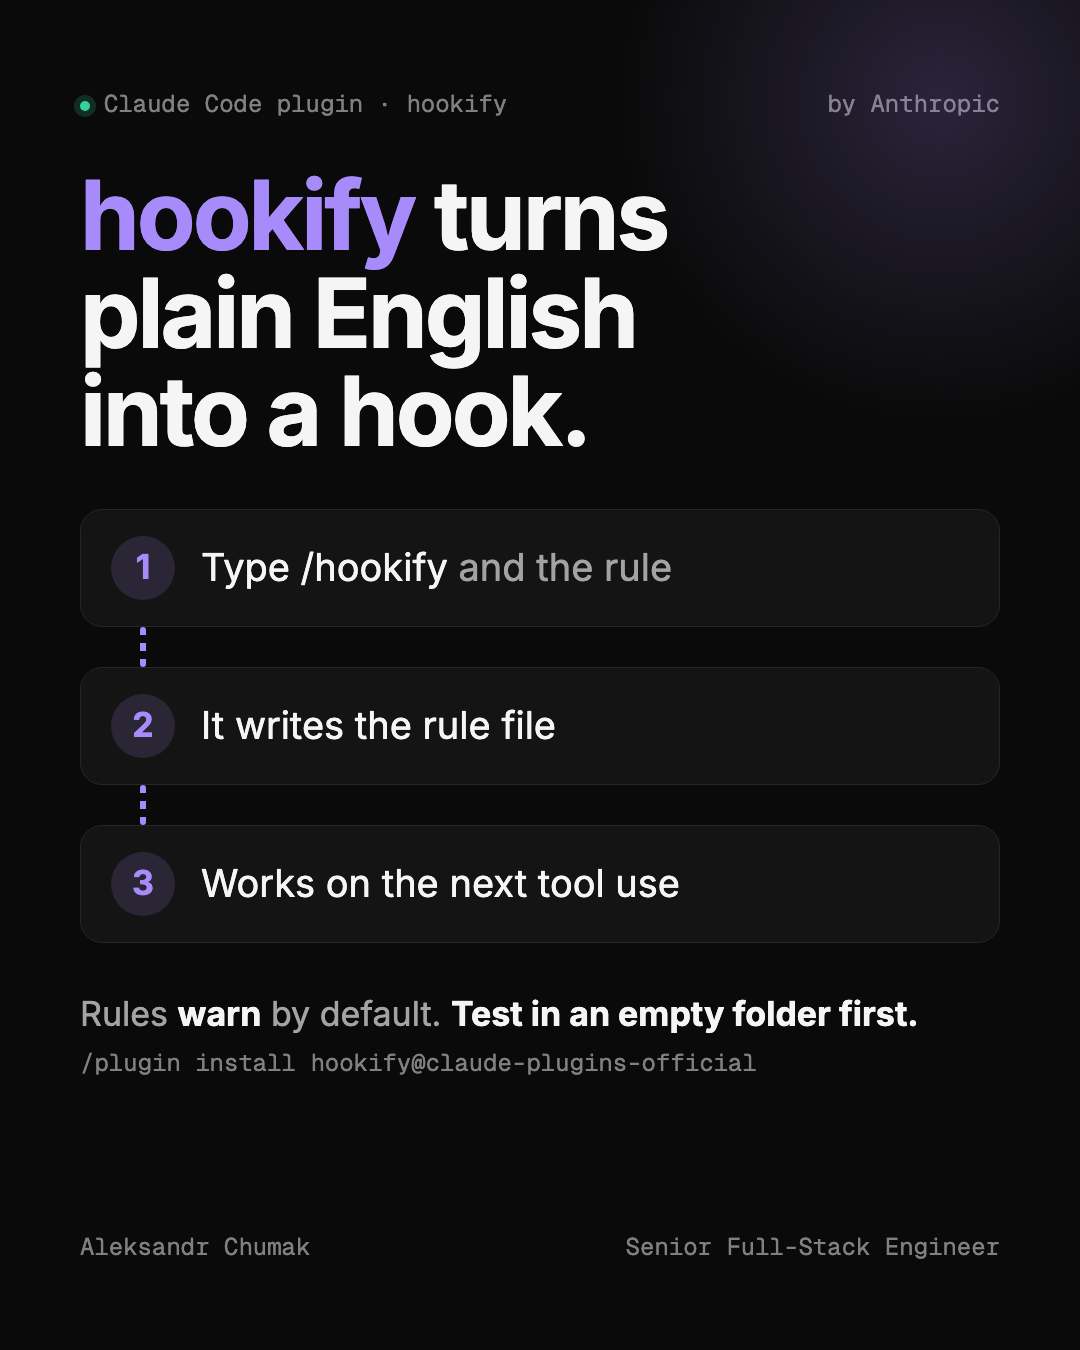 Claude Code plugin · hookify
by Anthropic
hookify turns
plain English
into a hook.
1 Type /hookify and the rule
2 It writes the rule file
3 Works on the next tool use
Rules warn by default. Test in an empty folder first.
/plugin install hookify@claude-plugins-official
Aleksandr Chumak
Senior Full-Stack Engineer